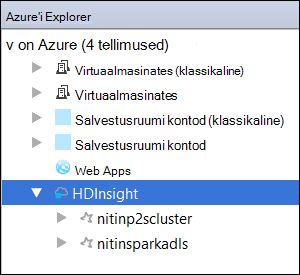 Azure'i Explorer
v on Azure (4 tellimused)
Virtuaalmasinates (klassikaline)
Virtuaalmasinates
Salvestusruumi kontod (klassikaline)
Salvestusruumi kontod
Web Apps
HDInsight
nitinp2scluster
nitinsparkadls